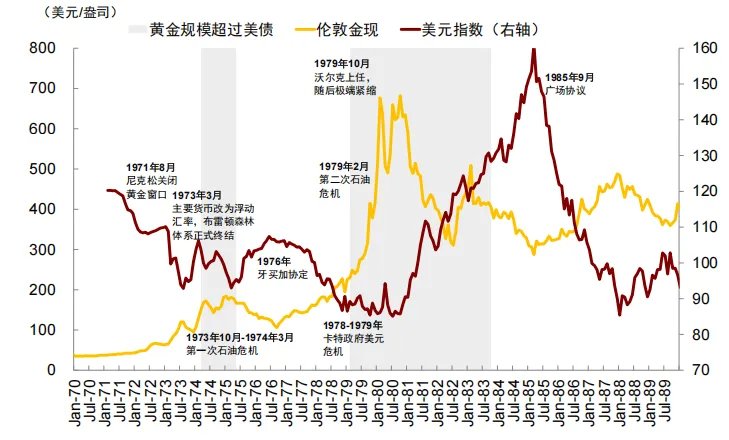 （美元/盎司）
黄金规模超过美债
伦敦金现
美元指数（右轴）
800
700
600
500
400
300
200
100
0
160
150
140
130
120
110
100
90
80
70
1971年8月
尼克松关闭
黄金窗口
1973年3月
主要货币改为浮动
汇率，布雷顿森林
体系正式终结
1976年
牙买加协定
1973年10月-1974年3月
第一次石油危机
1979年10月
沃尔克上任，
随后极端紧缩
1979年2月
第二次石油
危机
1978-1979年
卡特政府美元
危机
1985年9月
广场协议
Jan-70
Jul-70
Jan-71
Jul-71
Jan-72
Jul-72
Jan-73
Jul-73
Jan-74
Jul-74
Jan-75
Jul-75
Jan-76
Jul-76
Jan-77
Jul-77
Jan-78
Jul-78
Jan-79
Jul-79
Jan-80
Jul-80
Jan-81
Jul-81
Jan-82
Jul-82
Jan-83
Jul-83
Jan-84
Jul-84
Jan-85
Jul-85
Jan-86
Jul-86
Jan-87
Jul-87
Jan-88
Jul-88
Jan-89
Jul-89